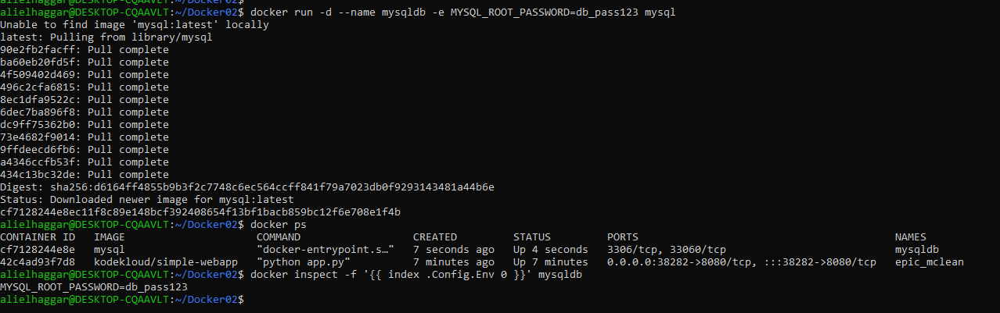 alielhaggar@DESKTOP-CQAAVLT:~/Docker02$
alielhaggar@DESKTOP-CQAAVLT:~/Docker02$ docker run -d --name mysqldb -e MYSQL_ROOT_PASSWORD=db_pass123 mysql
Unable to find image 'mysql:latest' locally
latest: Pulling from library/mysql
90e2fb2facff: Pull complete
ba60eb20fd5f: Pull complete
4f509402d469: Pull complete
496c2cfa6815: Pull complete
8ec1dfa9522c: Pull complete
6dec7ba896f8: Pull complete
dc9ff75362b0: Pull complete
73e4682f9014: Pull complete
9ffdeecd6fb6: Pull complete
a4346ccfb53f: Pull complete
434c13bc32de: Pull complete
Digest: sha256:d6164ff4855b9b3f2c7748c6ec564ccff841f79a7023db0f9293143481a44b6e
Status: Downloaded newer image for mysql:latest
cf7128244e8ec11f8c89e148bcf392408654f13bf1bacb859bc12f6e708e1f4b
alielhaggar@DESKTOP-CQAAVLT:~/Docker02$ docker ps
CONTAINER ID   IMAGE                     COMMAND                  CREATED         STATUS         PORTS                                         NAMES
cf7128244e8e   mysql                     "docker-entrypoint.s…"   7 seconds ago   Up 4 seconds   3306/tcp, 33060/tcp                           mysqldb
42c4ad93f7d8   kodekloud/simple-webapp   "python app.py"          7 minutes ago   Up 7 minutes   0.0.0.0:38282->8080/tcp, :::38282->8080/tcp   epic_mclean
alielhaggar@DESKTOP-CQAAVLT:~/Docker02$ docker inspect -f '{{ index .Config.Env 0 }}' mysqldb
MYSQL_ROOT_PASSWORD=db_pass123
alielhaggar@DESKTOP-CQAAVLT:~/Docker02$